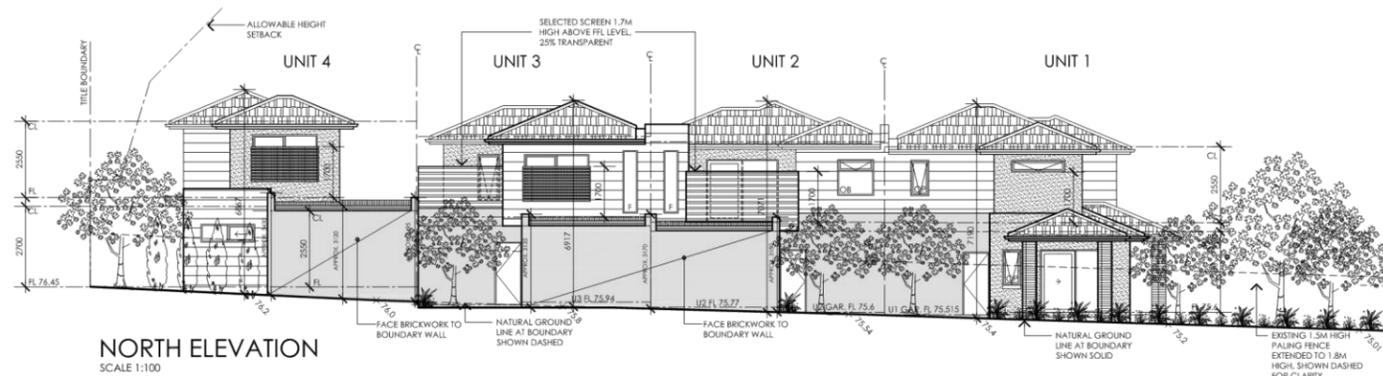 ALLOWABLE HEIGHT
SETBACK
TITLE BOUNDARY
UNIT 4
SELECTED SCREEN 1.7M
HIGH ABOVE FFL LEVEL,
25% TRANSPARENT
UNIT 3
UNIT 2
UNIT 1
CL
2550
FL
CL
2700
FL 76.45
1700
CL
2550
FL
76.2
76.0
FACE BRICKWORK TO
BOUNDARY WALL
NATURAL GROUND
LINE AT BOUNDARY
SHOWN DASHED
6917
1700
F
F
U3 FL 75.94
75.8
U2 FL 75.77
FACE BRICKWORK TO
BOUNDARY WALL
1700
OB
U1 GAR. FL 75.515
75.54
7190
75.4
1700
CL
2550
FL
NATURAL GROUND
LINE AT BOUNDARY
SHOWN SOLID
75.2
75.01
EXISTING 1.5M HIGH
PALING FENCE
EXTENDED TO 1.8M
HIGH, SHOWN DASHED
FOR CLARITY
NORTH ELEVATION
SCALE 1:100